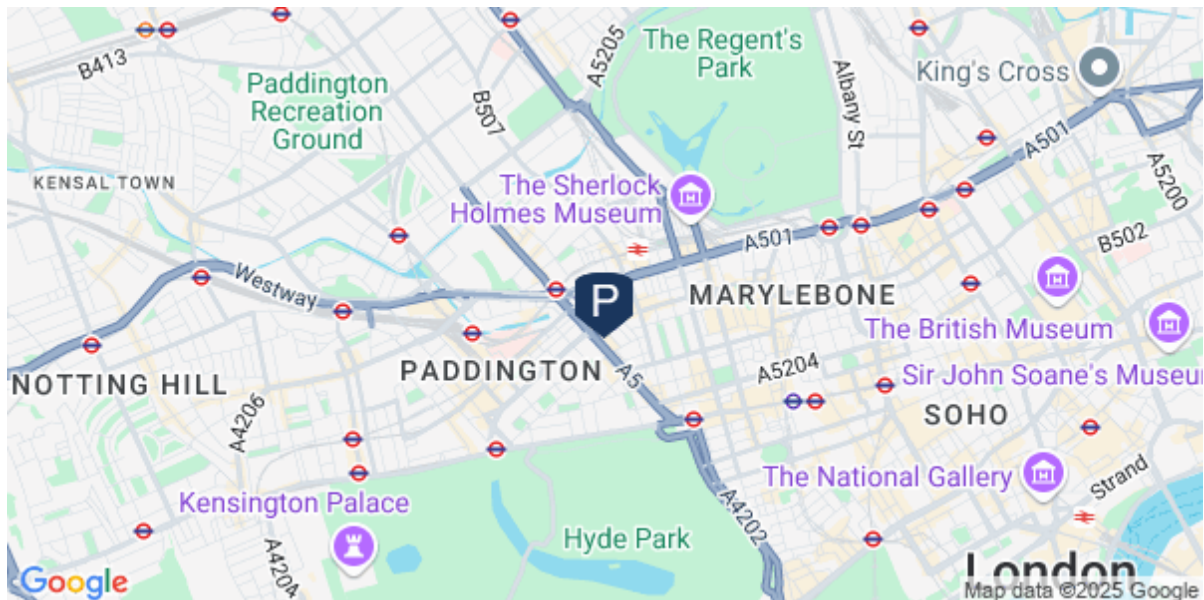 The Regent's
Park
A5205
B413
King's Cross
Paddington
Recreation
Ground
B507
Albany St
A501
KENSAL TOWN
The Sherlock
Holmes Museum
A5200
A501
B502
Westway
P
MARYLEBONE
The British Museum
PADDINGTON
A5
A5204
Sir John Soane's Museu
NOTTING HILL
A4206
SOHO
The National Gallery
Strand
Kensington Palace
A4202
Hyde Park
A4204
London
Google
Map data ©2025 Google